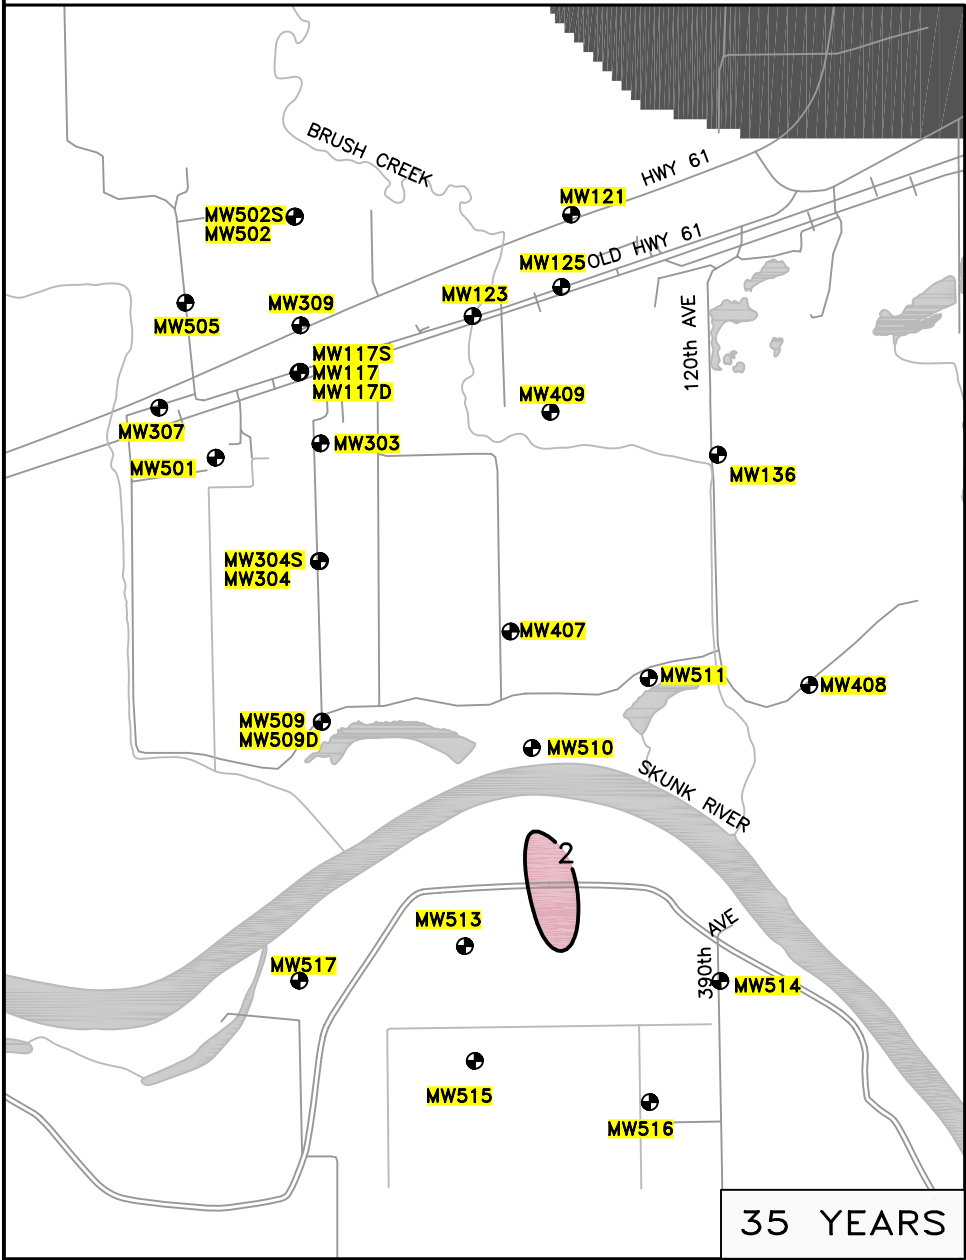 BRUSH CREEK
HWY 61
MW121
MW502S
MW502
OLD HWY 61
MW125
MW123
MW309
MW505
120th AVE
MW117S
MW117
MW117D
MW409
MW307
MW303
MW501
MW136
MW304S
MW304
MW407
MW511
MW408
MW509
MW509D
MW510
SKUNK RIVER
2
MW513
390th AVE
MW517
MW514
MW515
MW516
35 YEARS